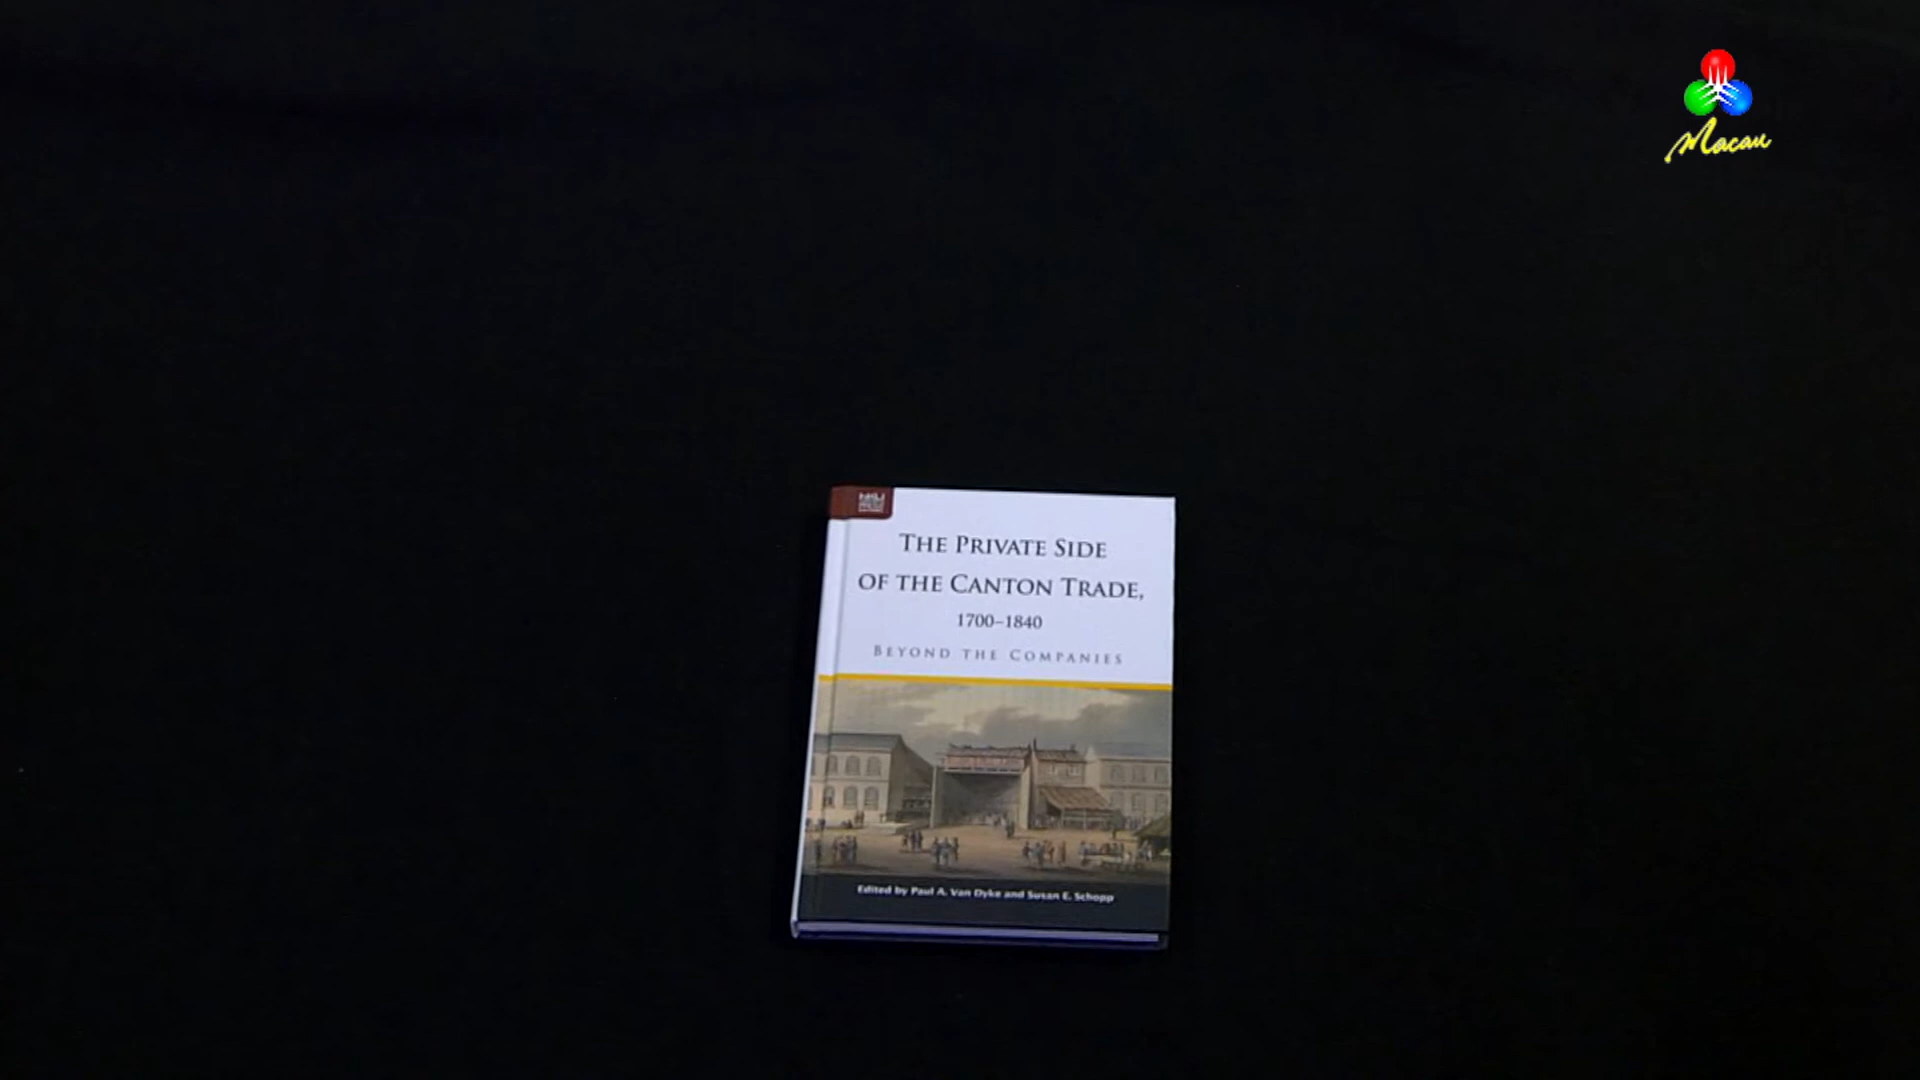 Macau
THE PRIVATE SIDE
OF THE CANTON TRADE,
1700–1840
BEYOND THE COMPANIES
Edited by Paul A. Van Dyke and Susan E. Schopp